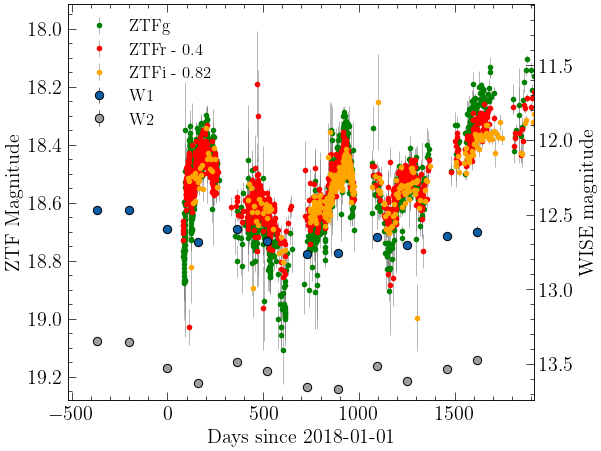 ZTFg
ZTFr - 0.4
ZTFi - 0.82
W1
W2
18.0
18.2
18.4
18.6
18.8
19.0
19.2
ZTF Magnitude
11.5
12.0
12.5
13.0
13.5
WISE magnitude
−500 0 500 1000 1500
Days since 2018-01-01